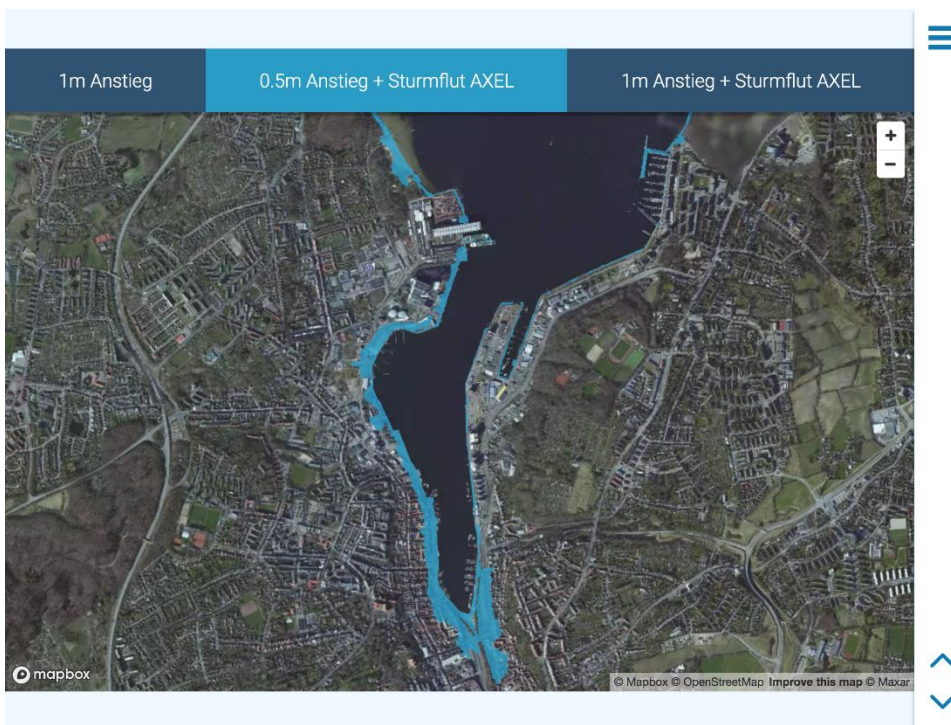 1m Anstieg
0.5m Anstieg + Sturmflut AXEL
1m Anstieg + Sturmflut AXEL
+
−
mapbox
© Mapbox © OpenStreetMap Improve this map © Maxar